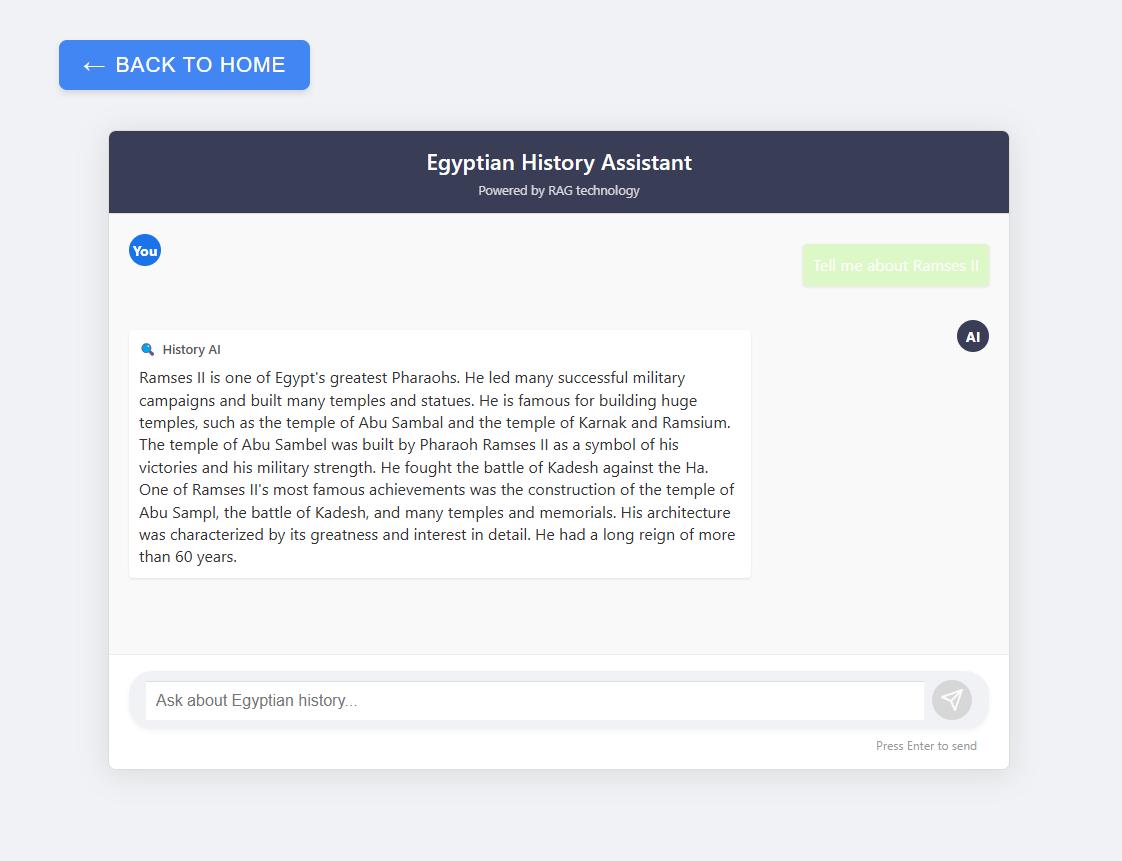 ← BACK TO HOME
Egyptian History Assistant
Powered by RAG technology
You
Tell me about Ramses II
AI
History AI
Ramses II is one of Egypt's greatest Pharaohs. He led many successful military
campaigns and built many temples and statues. He is famous for building huge
temples, such as the temple of Abu Sambal and the temple of Karnak and Ramsium.
The temple of Abu Sambel was built by Pharaoh Ramses II as a symbol of his
victories and his military strength. He fought the battle of Kadesh against the Ha.
One of Ramses II's most famous achievements was the construction of the temple of
Abu Sampl, the battle of Kadesh, and many temples and memorials. His architecture
was characterized by its greatness and interest in detail. He had a long reign of more
than 60 years.
Ask about Egyptian history...
Press Enter to send